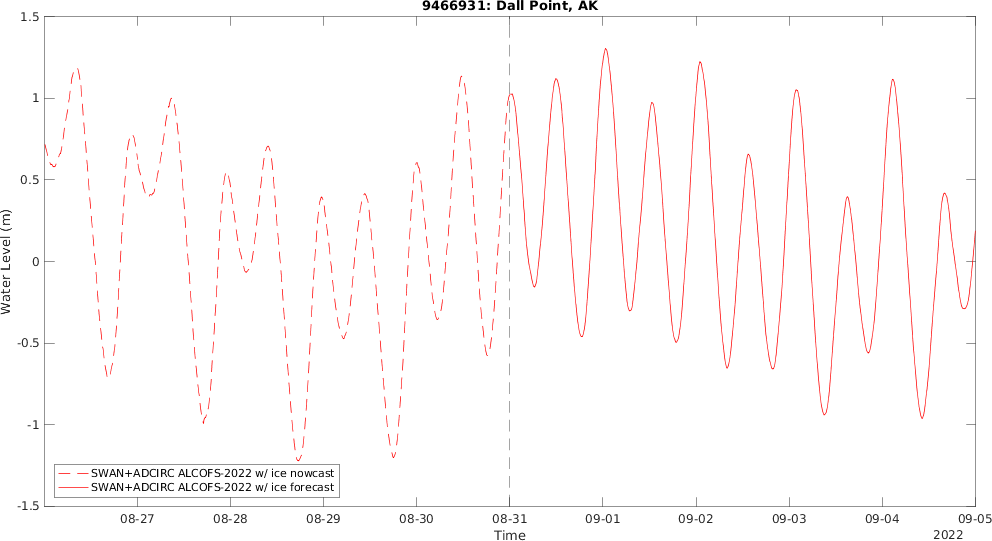 9466931: Dall Point, AK
1.5
1
0.5
0
-0.5
-1
-1.5
Water Level (m)
SWAN+ADCIRC ALCOFS-2022 w/ ice nowcast
SWAN+ADCIRC ALCOFS-2022 w/ ice forecast
08-27 08-28 08-29 08-30 08-31 09-01 09-02 09-03 09-04 09-05
Time
2022